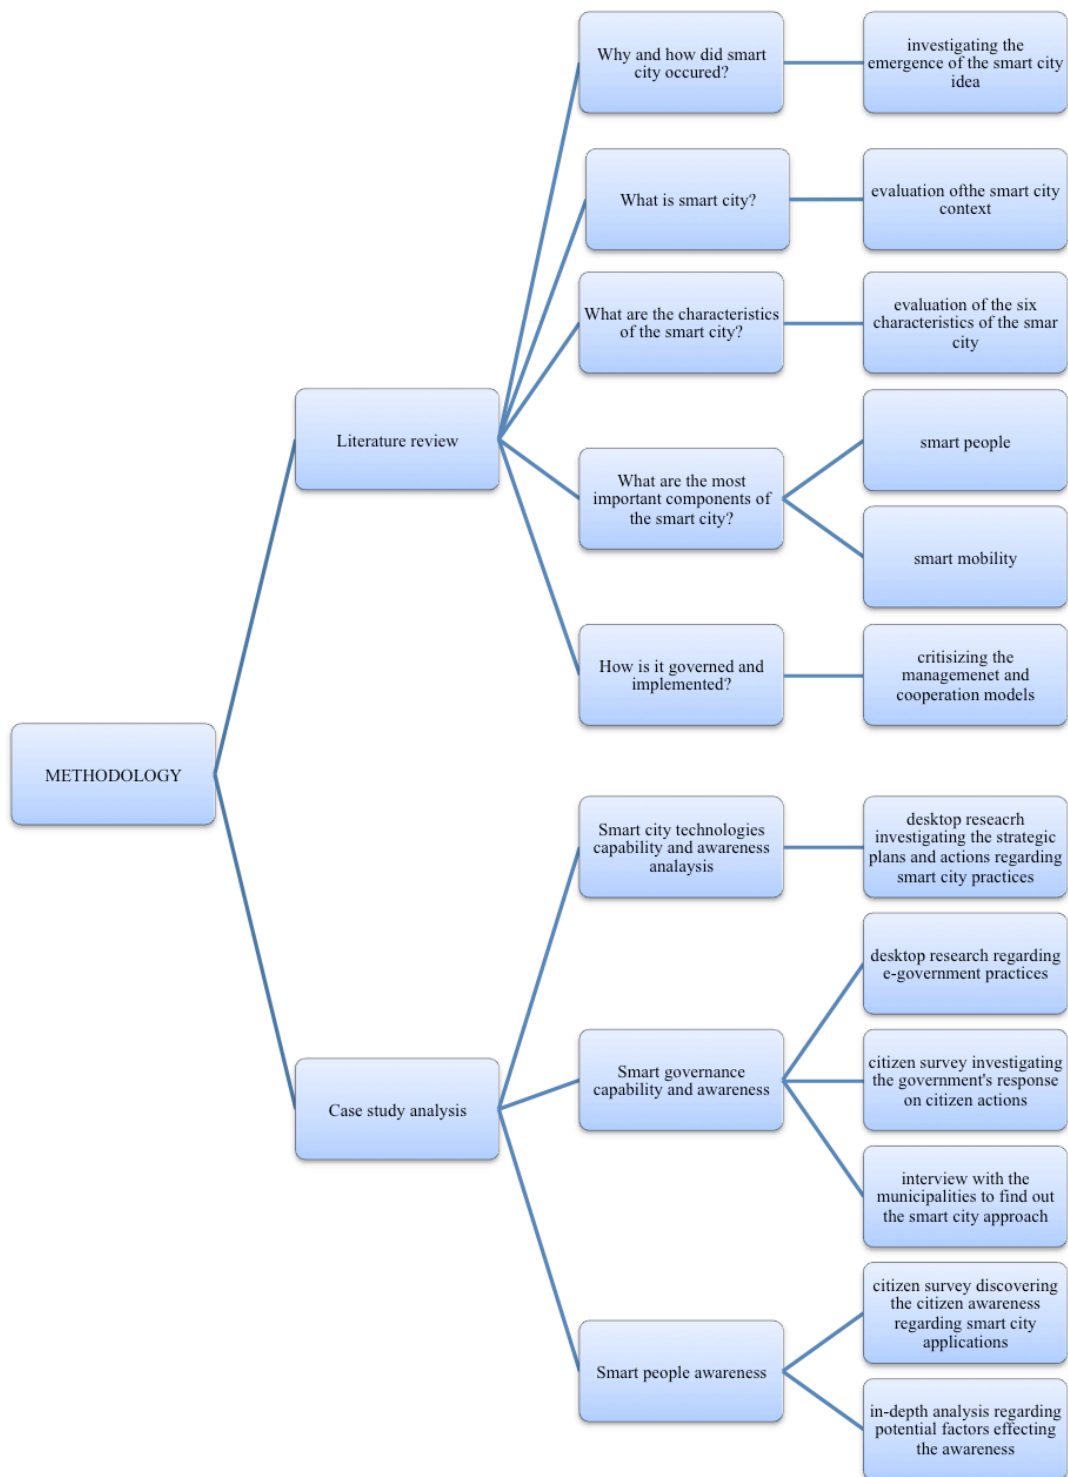 Why and how did smart
city occured?
investigating the
emergence of the smart city
idea
What is smart city?
evaluation ofthe smart city
context
What are the characteristics
of the smart city?
evaluation of the six
characteristics of the smar
city
Literature review
What are the most
important components of
the smart city?
smart people
smart mobility
How is it governed and
implemented?
critisizing the
managemenet and
cooperation models
METHODOLOGY
Smart city technologies
capability and awareness
analaysis
desktop reseacrh
investigating the strategic
plans and actions regarding
smart city practices
Case study analysis
Smart governance
capability and awareness
desktop research regarding
e-government practices
citizen survey investigating
the government's response
on citizen actions
interview with the
municipalities to find out
the smart city approach
Smart people awareness
citizen survey discovering
the citizen awareness
regarding smart city
applications
in-depth analysis regarding
potential factors effecting
the awareness